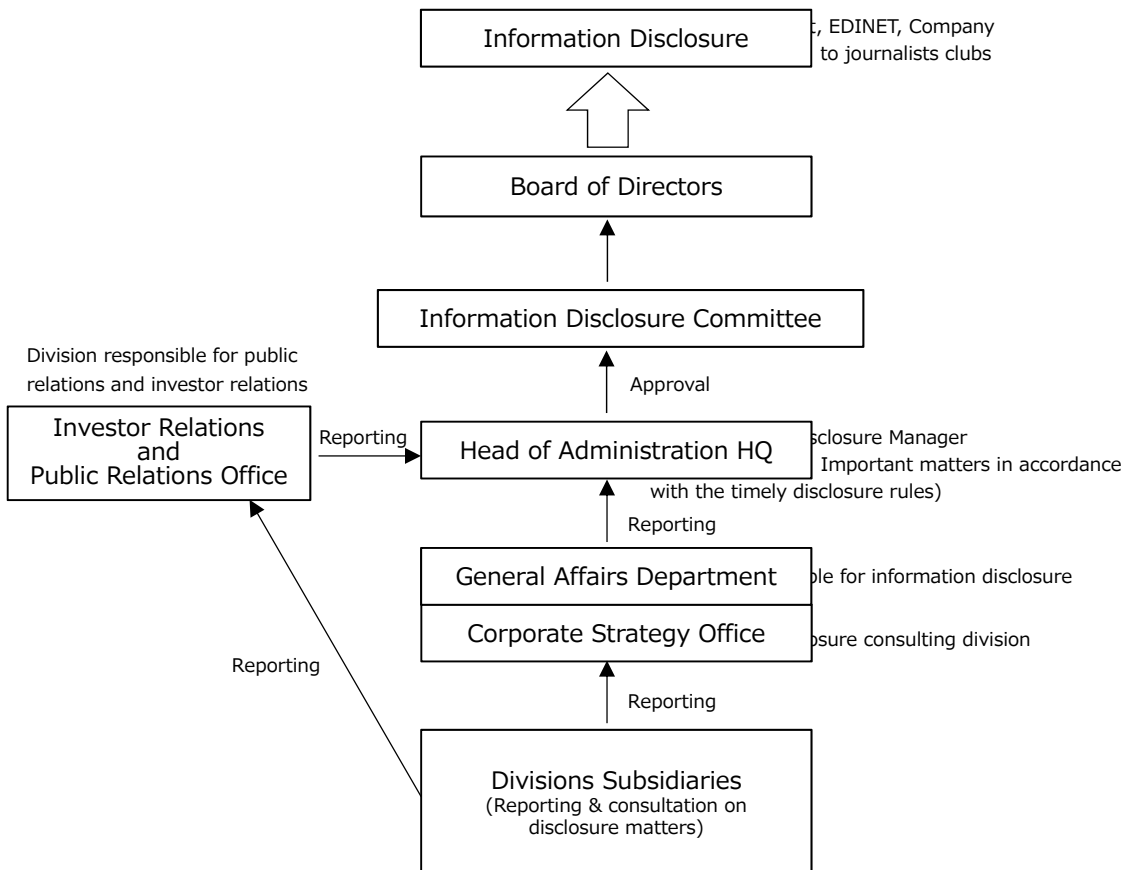 Information Disclosure
, EDINET, Company
to journalists clubs
Board of Directors
Information Disclosure Committee
Division responsible for public
relations and investor relations
Approval
Investor Relations
and
Public Relations Office
Reporting
Head of Administration HQ
sclosure Manager
Important matters in accordance
with the timely disclosure rules)
Reporting
General Affairs Department
ble for information disclosure
Corporate Strategy Office
osure consulting division
Reporting
Reporting
Divisions Subsidiaries
(Reporting & consultation on
disclosure matters)